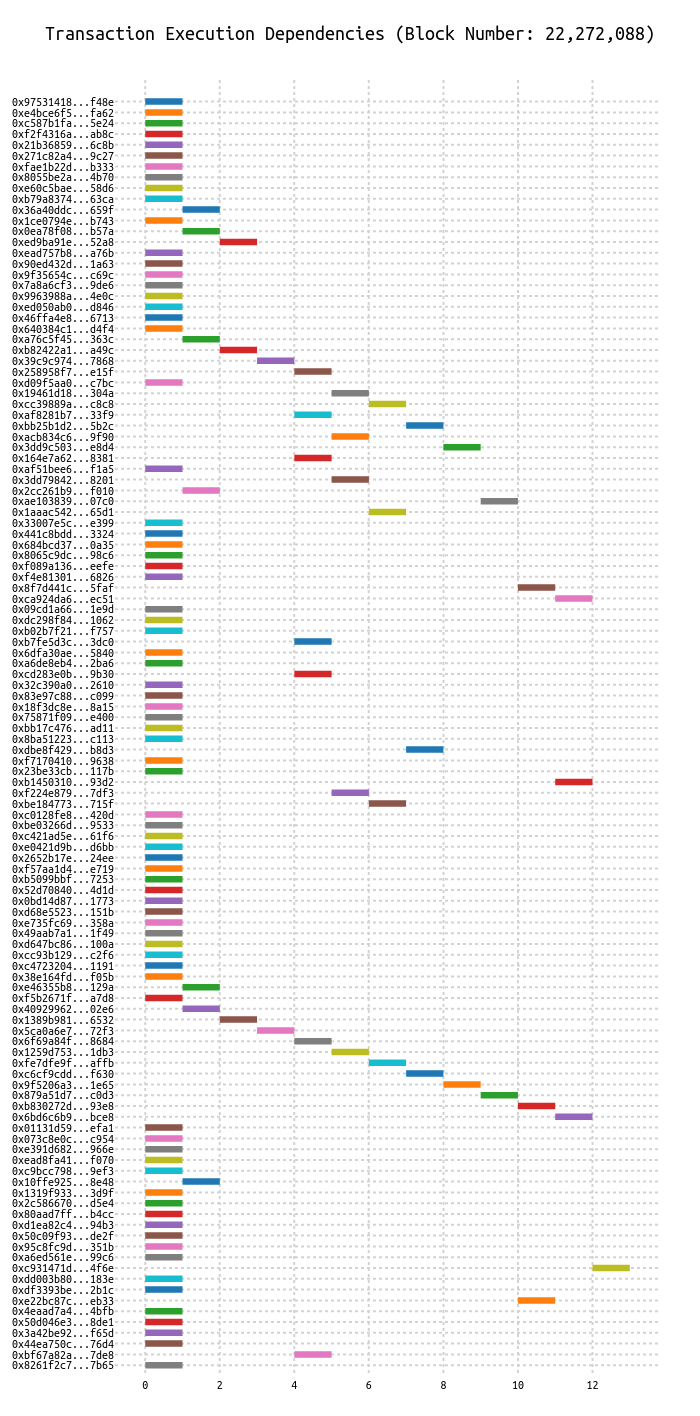 Transaction Execution Dependencies (Block Number: 22,272,088)
0x97531418...f48e
0xe4bce6f5...fa62
0xc587b1fa...5e24
0xf2f4316a...ab8c
0x21b36859...6c8b
0x271c82a4...9c27
0xfae1b22d...b333
0x8055be2a...4b70
0xe60c5bae...58d6
0xb79a8374...63ca
0x36a40ddc...659f
0x1ce0794e...b743
0x0ea78f08...b57a
0xed9ba91e...52a8
0xead757b8...a76b
0x90ed432d...1a63
0x9f35654c...c69c
0x7a8a6cf3...9de6
0x9963988a...4e0c
0xed050ab0...d846
0x46ffa4e8...6713
0x640384c1...d4f4
0xa76c5f45...363c
0xb82422a1...a49c
0x39c9c974...7868
0x258958f7...e15f
0xd09f5aa0...c7bc
0x19461d18...304a
0xcc39889a...c8c8
0xaf8281b7...33f9
0xbb25b1d2...5b2c
0xacb834c6...9f90
0x3dd9c503...e8d4
0x164e7a62...8381
0xaf51bee6...f1a5
0x3dd79842...8201
0x2cc261b9...f010
0xae103839...07c0
0x1aaac542...65d1
0x33007e5c...e399
0x441c8bdd...3324
0x684bcd37...0a35
0x8065c9dc...98c6
0xf089a136...eefe
0xf4e81301...6826
0x8f7d441c...5faf
0xca924da6...ec51
0x09cd1a66...1e9d
0xdc298f84...1062
0xb02b7f21...f757
0xb7fe5d3c...3dc0
0x6dfa30ae...5840
0xa6de8eb4...2ba6
0xcd283e0b...9b30
0x32c390a0...2610
0x83e97c88...c099
0x18f3dc8e...8a15
0x75871f09...e400
0xbb17c476...ad11
0x8ba51223...c113
0xdbe8f429...b8d3
0xf7170410...9638
0x23be33cb...117b
0xb1450310...93d2
0xf224e879...7df3
0xbe184773...715f
0xc0128fe8...420d
0xbe03266d...9533
0xc421ad5e...61f6
0xe0421d9b...d6bb
0x2652b17e...24ee
0xf57aa1d4...e719
0xb5099bbf...7253
0x52d70840...4d1d
0x0bd14d87...1773
0xd68e5523...151b
0xe735fc69...358a
0x49aab7a1...1f49
0xd647bc86...100a
0xcc93b129...c2f6
0xc4723204...1191
0x38e164fd...f05b
0xe46355b8...129a
0xf5b2671f...a7d8
0x40929962...02e6
0x1389b981...6532
0x5ca0a6e7...72f3
0x6f69a84f...8684
0x1259d753...1db3
0xfe7dfe9f...affb
0xc6cf9cdd...f630
0x9f5206a3...1e65
0x879a51d7...c0d3
0xb830272d...93e8
0x6bd6c6b9...bce8
0x01131d59...efa1
0x073c8e0c...c954
0xe391d682...966e
0xead8fa41...f070
0xc9bcc798...9ef3
0x10ffe925...8e48
0x1319f933...3d9f
0x2c586670...d5e4
0x80aad7ff...b4cc
0xd1ea82c4...94b3
0x50c09f93...de2f
0x95c8fc9d...351b
0xa6ed561e...99c6
0xc931471d...4f6e
0xdd003b80...183e
0xdf3393be...2b1c
0xe22bc87c...eb33
0x4eaad7a4...4bfb
0x50d046e3...8de1
0x3a42be92...f65d
0x44ea750c...76d4
0xbf67a82a...7de8
0x8261f2c7...7b65
0 2 4 6 8 10 12